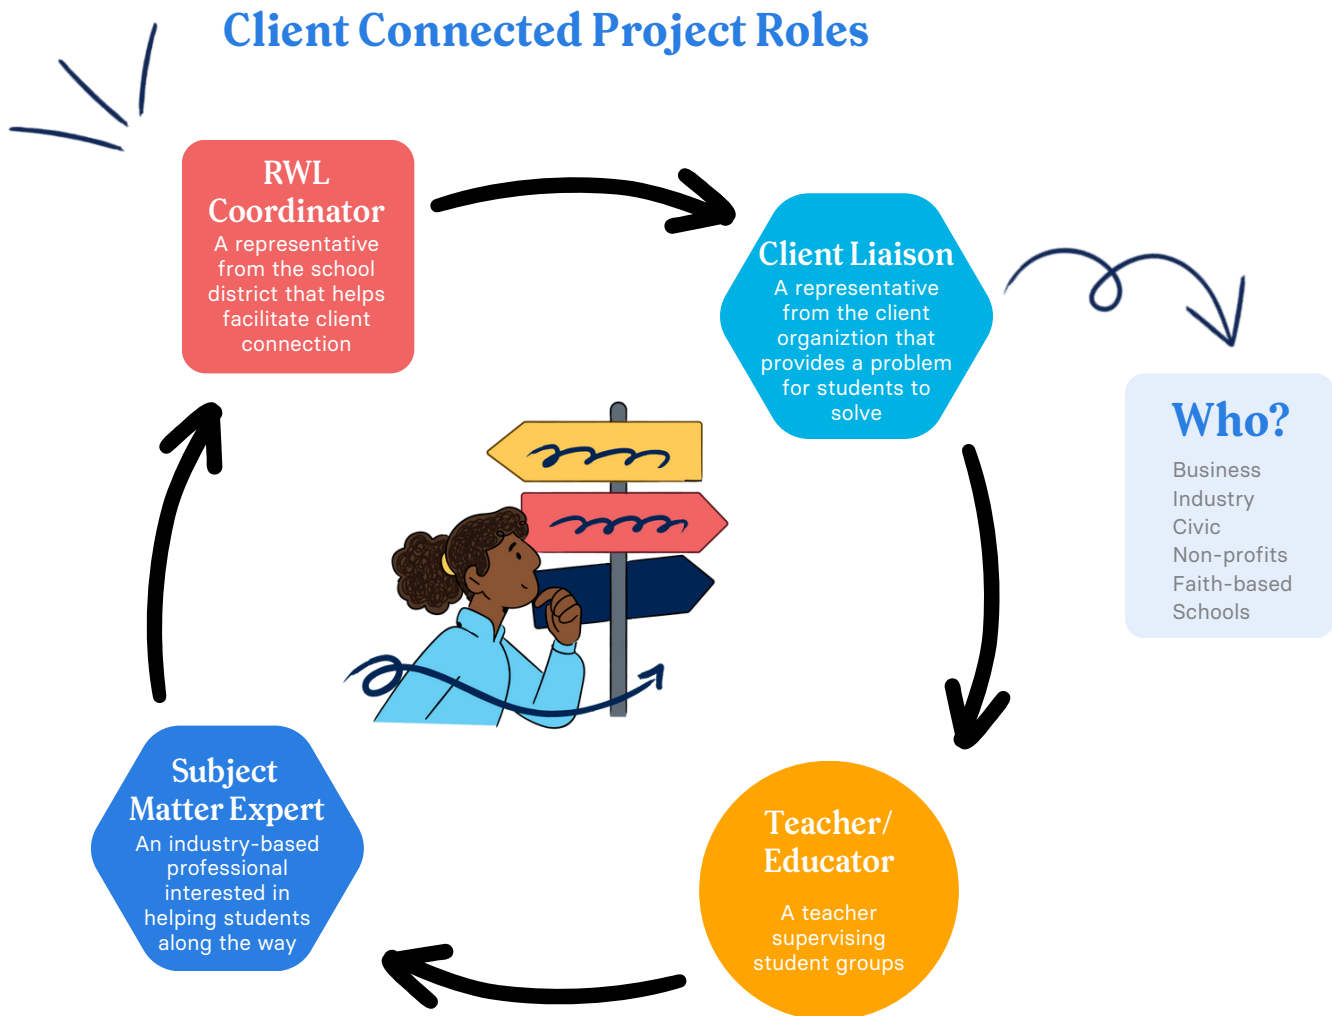 Client Connected Project Roles
RWL
Coordinator
A representative
from the school
district that helps
facilitate client
connection
Client Liaison
A representative
from the client
organiztion that
provides a problem
for students to
solve
Who?
Business
Industry
Civic
Non-profits
Faith-based
Schools
Teacher/
Educator
A teacher
supervising
student groups
Subject
Matter Expert
An industry-based
professional
interested in
helping students
along the way